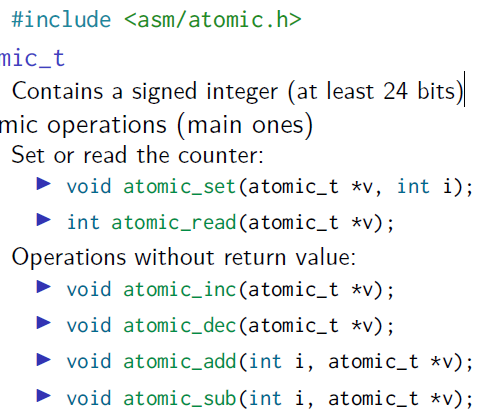 #include <asm/atomic.h>
mic_t
Contains a signed integer (at least 24 bits)
mic operations (main ones)
Set or read the counter:
▶ void atomic_set(atomic_t *v, int i);
▶ int atomic_read(atomic_t *v);
Operations without return value:
▶ void atomic_inc(atomic_t *v);
▶ void atomic_dec(atomic_t *v);
▶ void atomic_add(int i, atomic_t *v);
▶ void atomic_sub(int i, atomic_t *v);